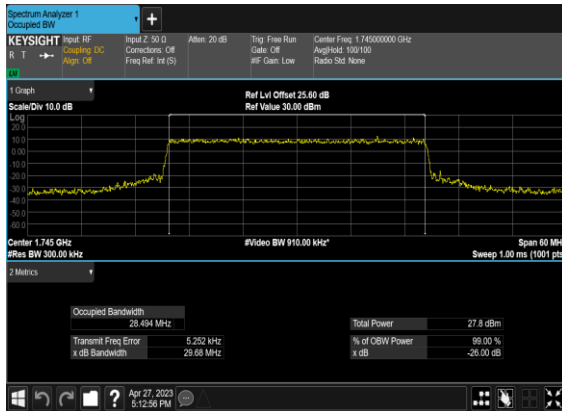 Spectrum Analyzer 1
Occupied BW
KEYSIGHT
R T
Input: RF
Coupling: DC
Align: Off
Input Z: 50 Ω
Corrections: Off
Freq Ref: Int (S)
Atten: 20 dB
Trig: Free Run
Gate: Off
#IF Gain: Low
Center Freq: 1.745000000 GHz
Avg|Hold: 100/100
Radio Std: None
1 Graph
Scale/Div 10.0 dB
Ref Lvl Offset 25.60 dB
Ref Value 30.00 dBm
Log
20.0
10.0
0.00
-10.0
-20.0
-30.0
-40.0
-50.0
-60.0
Center 1.745 GHz
#Video BW 910.00 kHz*
Span 60 MH
#Res BW 300.00 kHz
Sweep 1.00 ms (1001 pts
2 Metrics
Occupied Bandwidth
28.494 MHz
Total Power 27.8 dBm
Transmit Freq Error 5.252 kHz
% of OBW Power 99.00 %
x dB Bandwidth 29.68 MHz
x dB -26.00 dB
?
Apr 27, 2023
5:12:56 PM